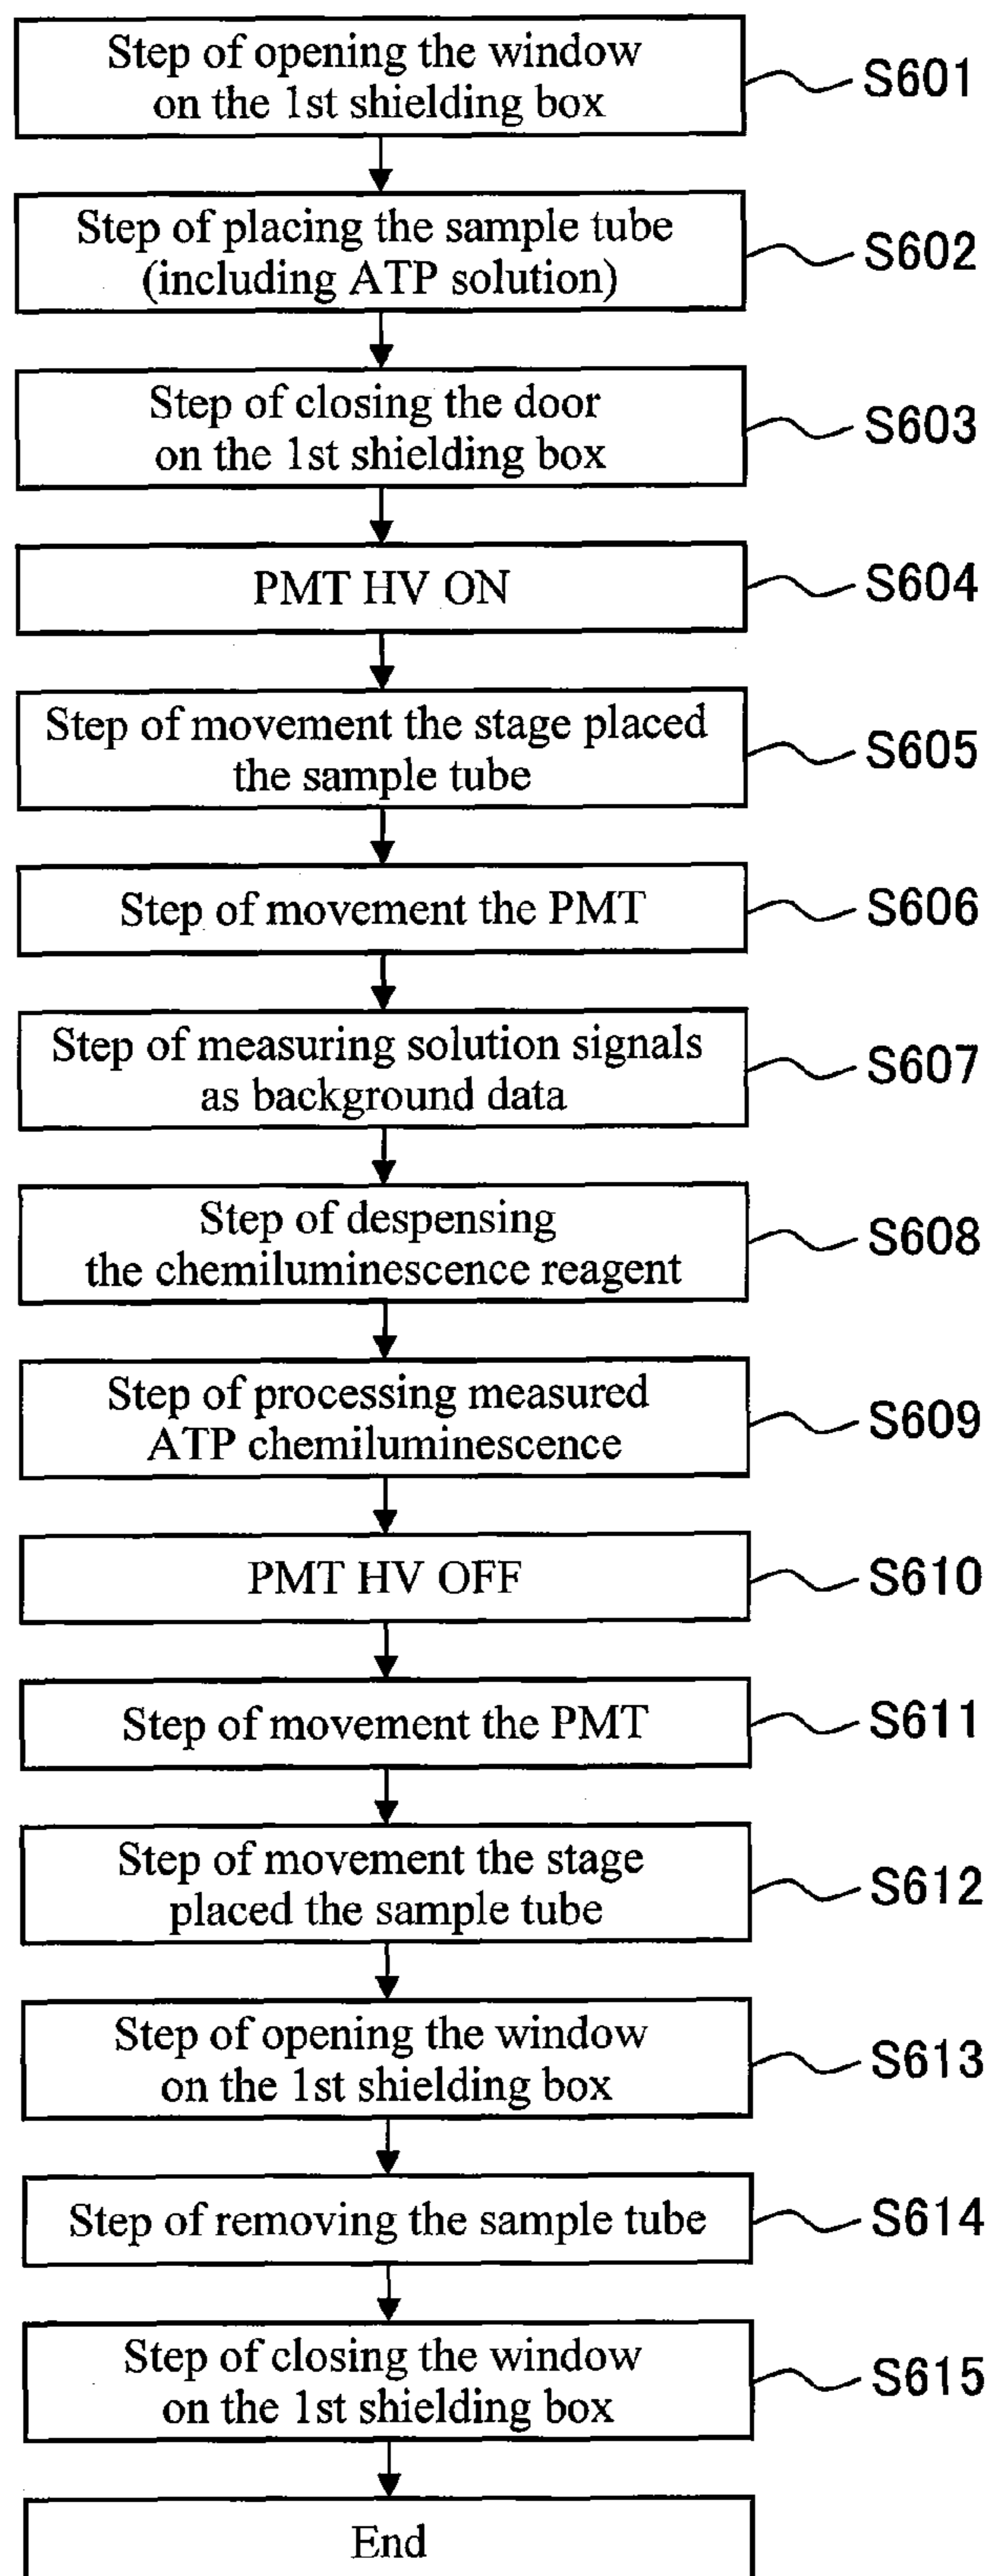 Step of opening the window
on the 1st shielding box
S601
Step of placing the sample tube
(including ATP solution)
S602
Step of closing the door
on the 1st shielding box
S603
PMT HV ON
S604
Step of movement the stage placed
the sample tube
S605
Step of movement the PMT
S606
Step of measuring solution signals
as background data
S607
Step of despensing
the chemiluminescence reagent
S608
Step of processing measured
ATP chemiluminescence
S609
PMT HV OFF
S610
Step of movement the PMT
S611
Step of movement the stage
placed the sample tube
S612
Step of opening the window
on the 1st shielding box
S613
Step of removing the sample tube
S614
Step of closing the window
on the 1st shielding box
S615
End